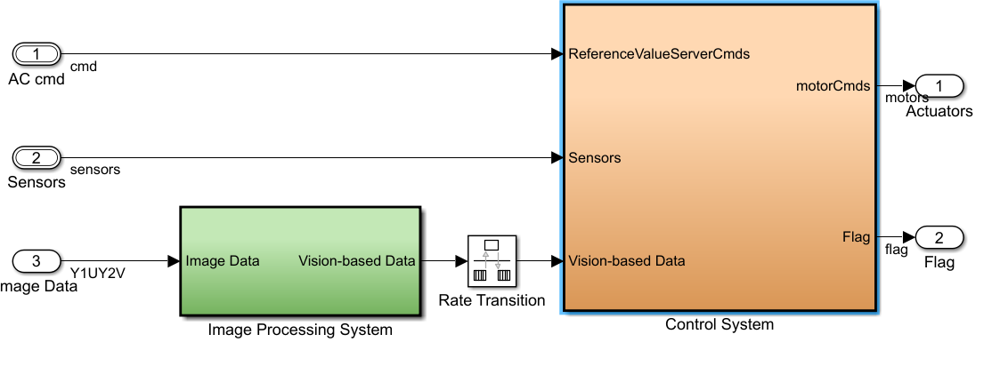 1
cmd
AC cmd
ReferenceValueServerCmds
motorCmds
1
motors
Actuators
2
sensors
Sensors
Sensors
3
Y1UY2V
mage Data
Image Data
Vision-based Data
Image Processing System
Rate Transition
Vision-based Data
Flag
2
flag
Flag
Control System